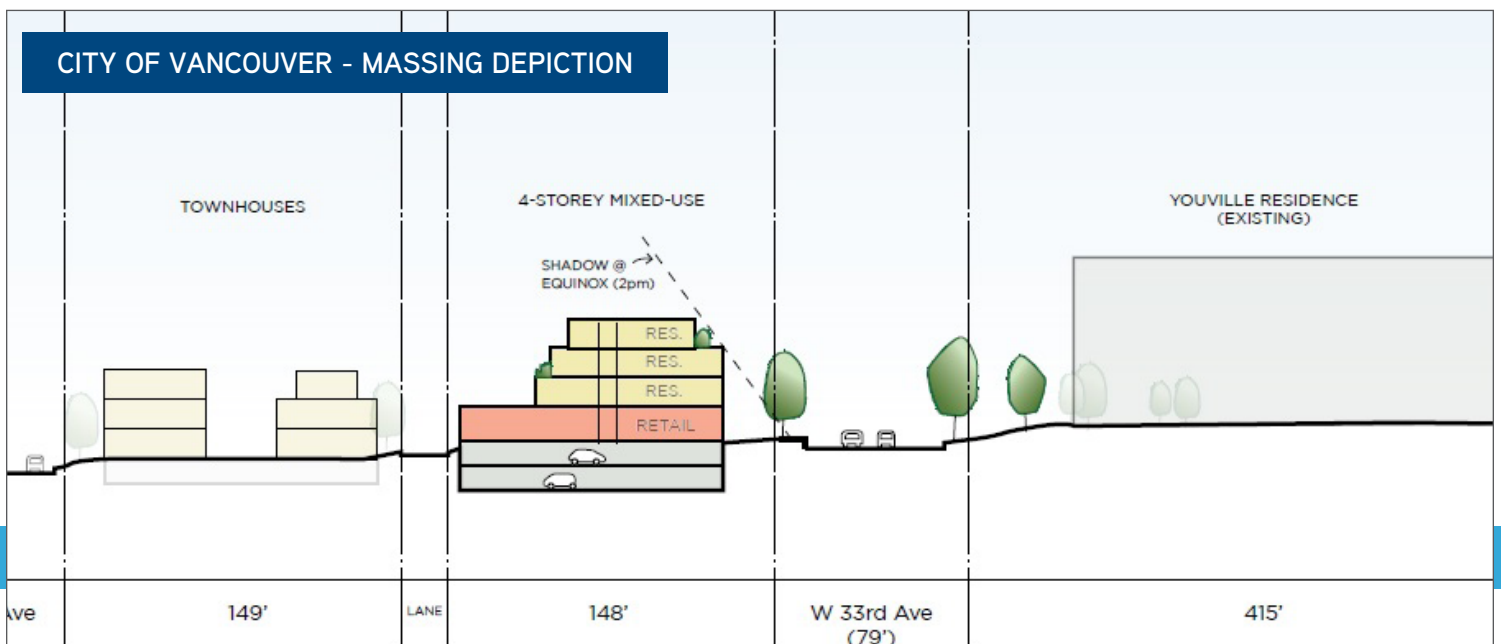 CITY OF VANCOUVER - MASSING DEPICTION
TOWNHOUSES
4-STOREY MIXED-USE
YOUVILLE RESIDENCE
(EXISTING)
SHADOW @
EQUINOX (2pm)
RES.
RES.
RES.
RETAIL
Ave
149'
LANE
148'
W 33rd Ave
(79')
415'